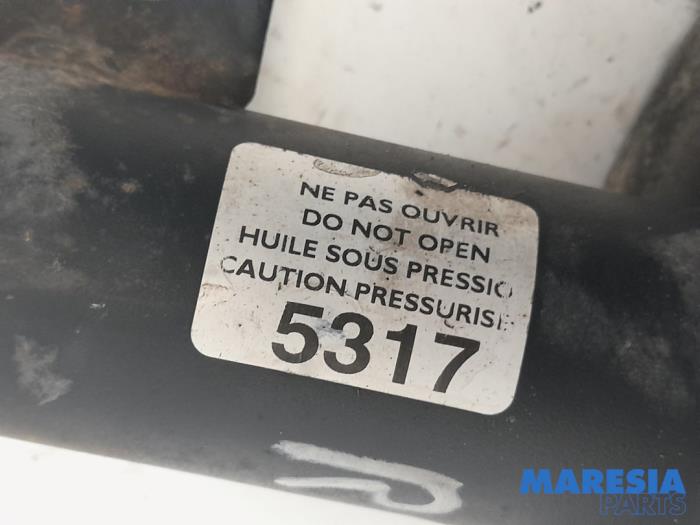 NE PAS OUVRIR
DO NOT OPEN
HUILE SOUS PRESSIO
CAUTION PRESSURISE
5317
R
MARESIA
PARTS